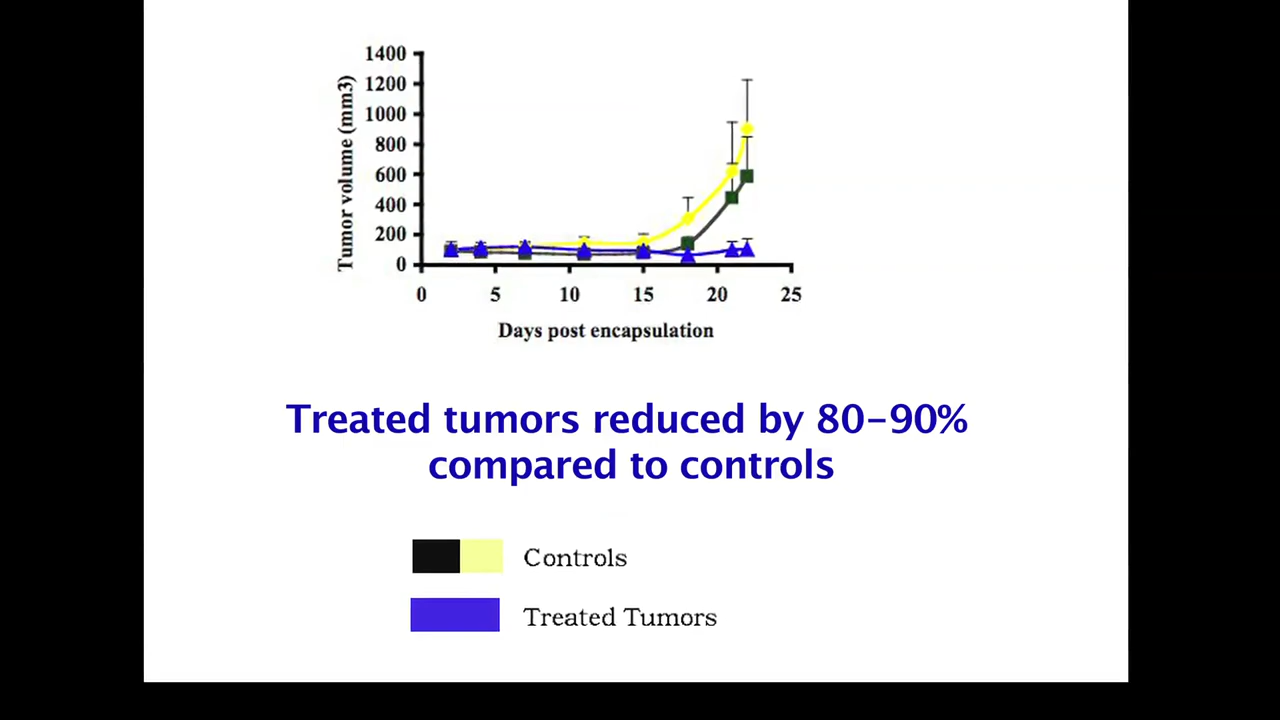 1400
1200
1000
800
600
400
200
0
Tumor volume (mm3)
0 5 10 15 20 25
Days post encapsulation
Treated tumors reduced by 80-90%
compared to controls
Controls
Treated Tumors